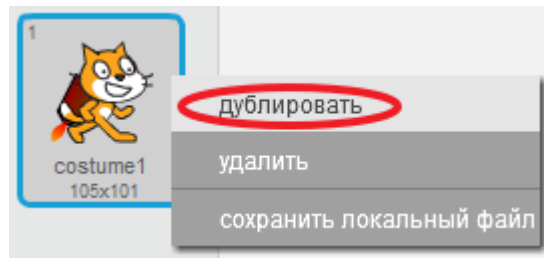 1
дублировать
costume1
удалить
105x101
сохранить локальный файл